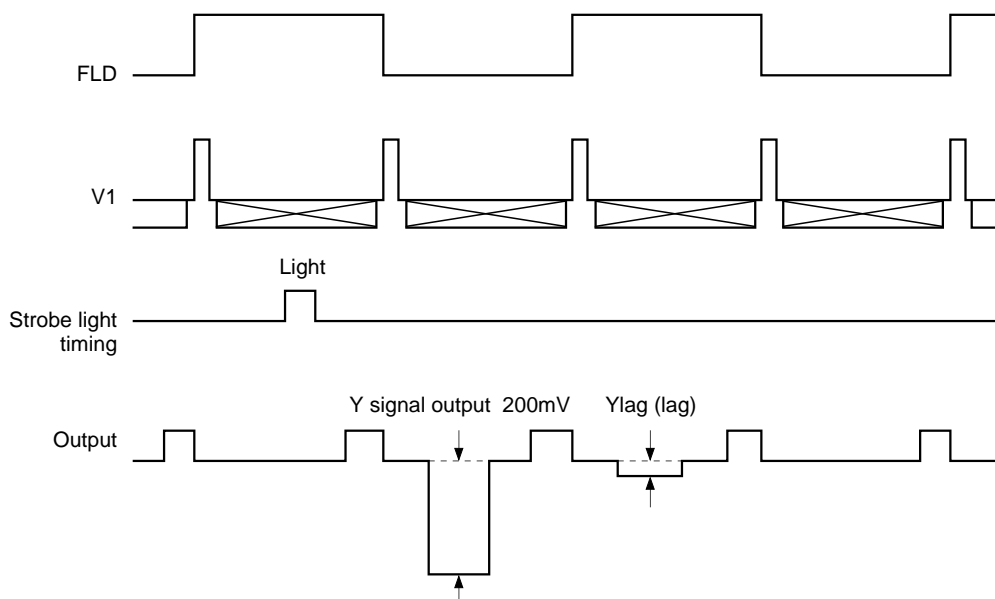 FLD
V1
Light
Strobe light
timing
Y signal output 200mV
Ylag (lag)
Output